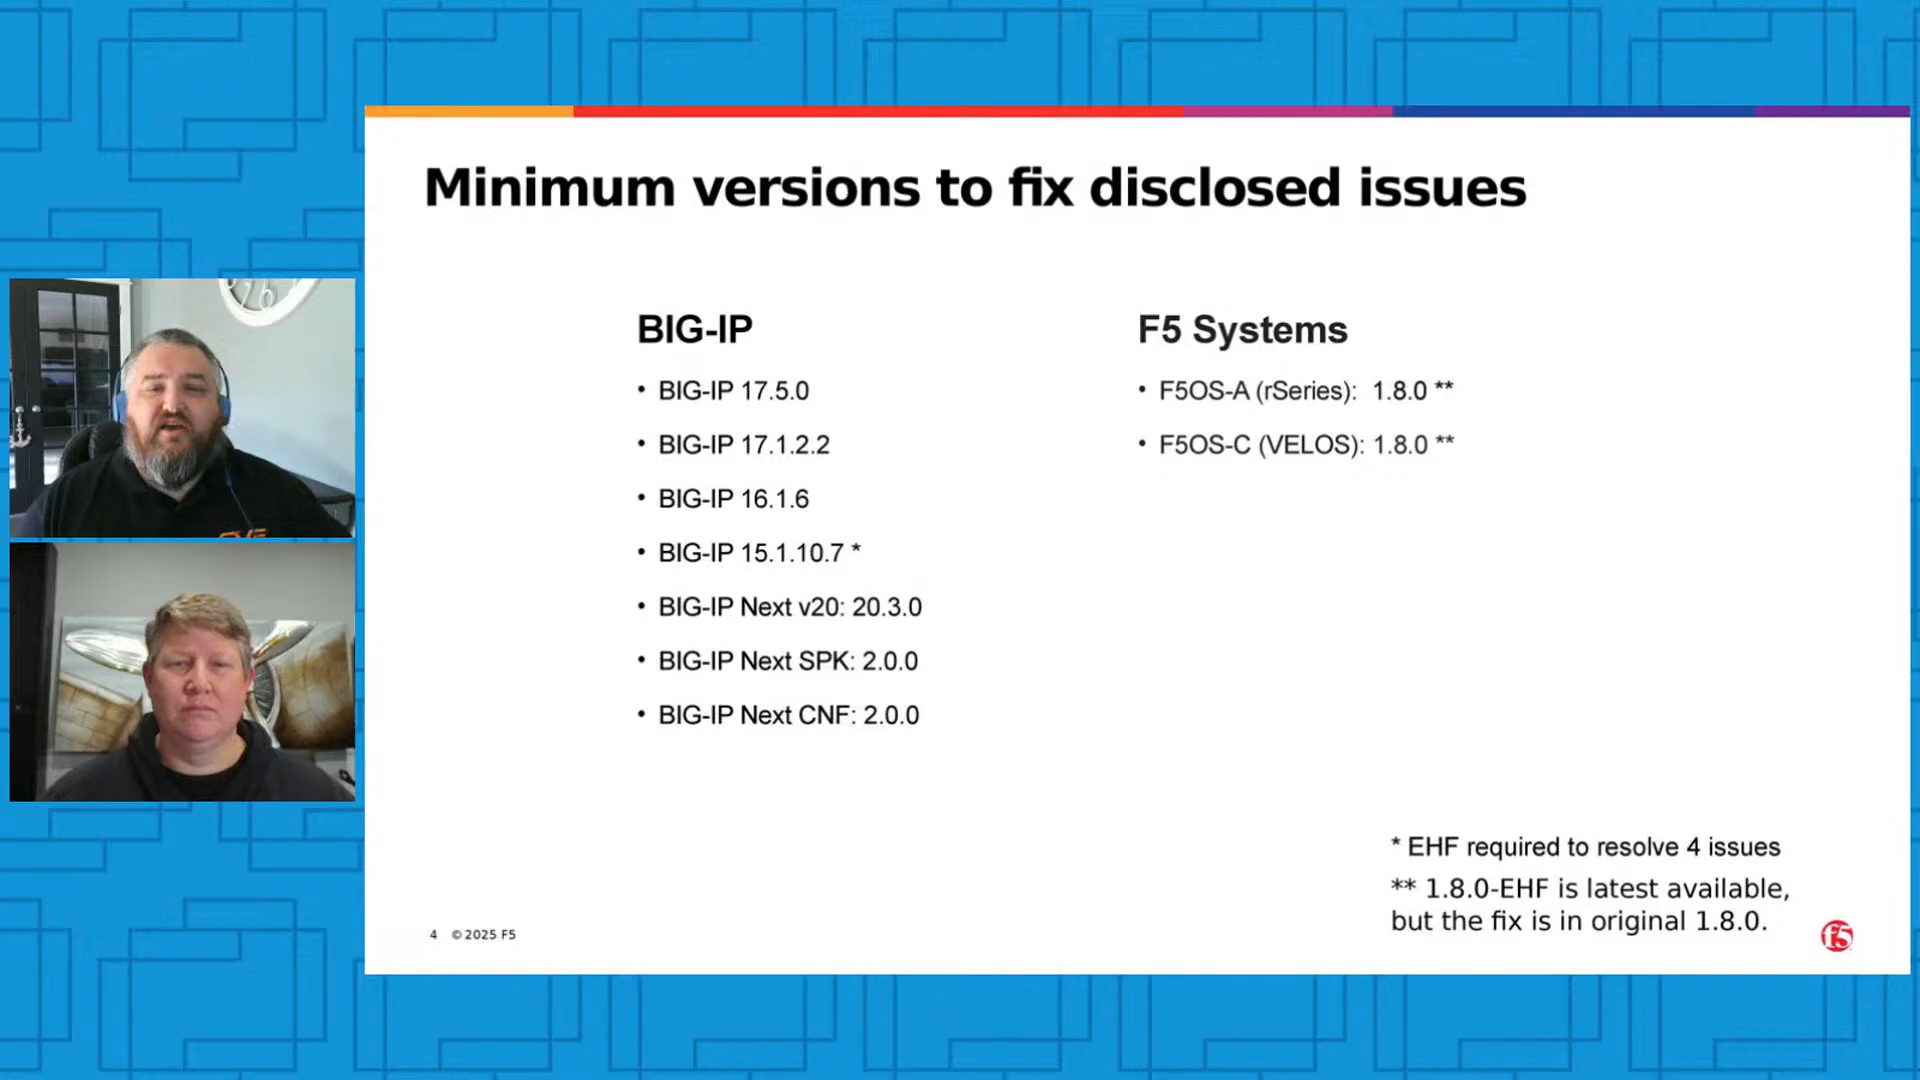 Minimum versions to fix disclosed issues
BIG-IP
• BIG-IP 17.5.0
• BIG-IP 17.1.2.2
• BIG-IP 16.1.6
• BIG-IP 15.1.10.7 *
• BIG-IP Next v20: 20.3.0
• BIG-IP Next SPK: 2.0.0
• BIG-IP Next CNF: 2.0.0
F5 Systems
• F5OS-A (rSeries): 1.8.0 **
• F5OS-C (VELOS): 1.8.0 **
* EHF required to resolve 4 issues
** 1.8.0-EHF is latest available,
but the fix is in original 1.8.0.
4 © 2025 F5
f5